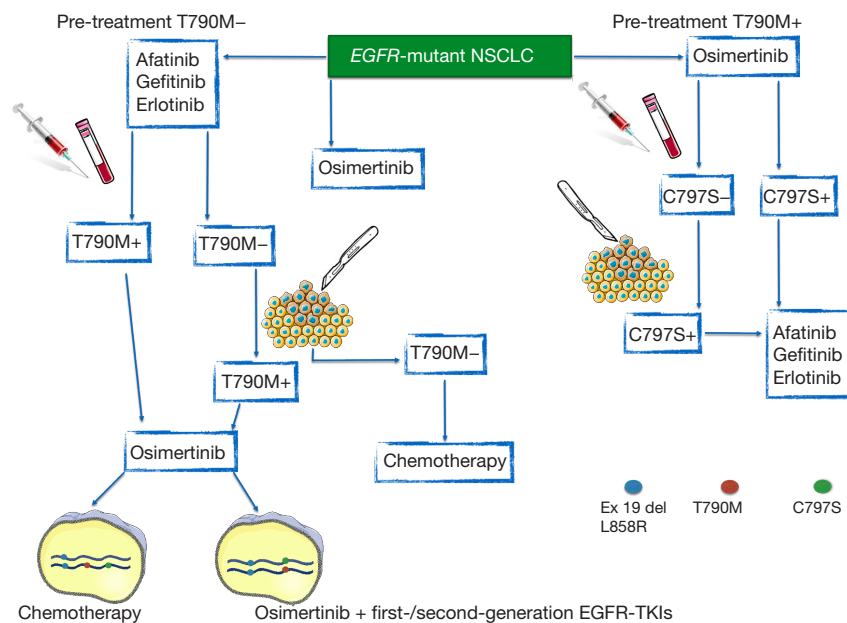 Pre-treatment T790M–
Pre-treatment T790M+
EGFR-mutant NSCLC
Afatinib
Gefitinib
Erlotinib
Osimertinib
Osimertinib
C797S–
C797S+
T790M+
T790M–
C797S+
Afatinib
Gefitinib
Erlotinib
T790M–
T790M+
Osimertinib
Chemotherapy
Ex 19 del
L858R
T790M
C797S
Chemotherapy
Osimertinib + first-/second-generation EGFR-TKIs